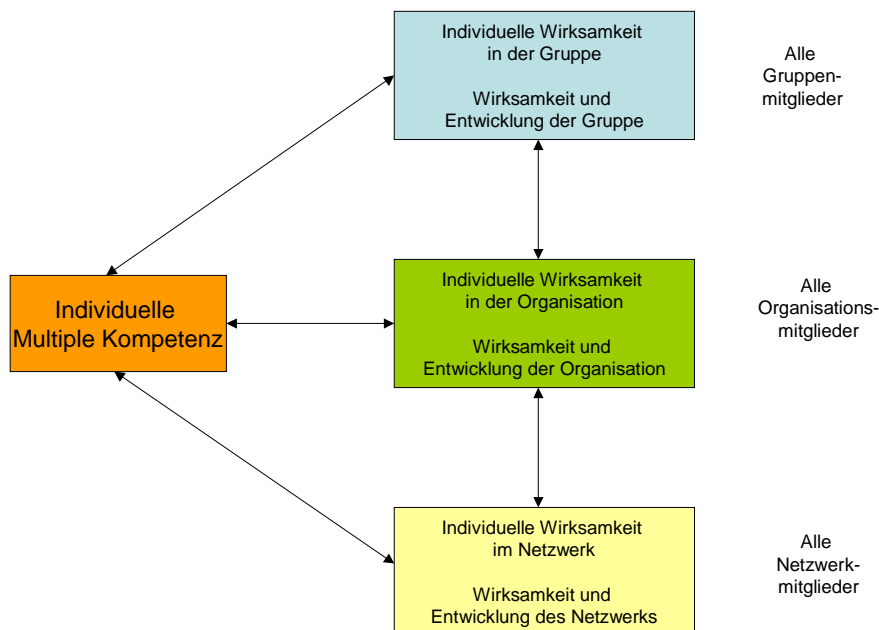 Individuelle Wirksamkeit
in der Gruppe
Wirksamkeit und
Entwicklung der Gruppe
Alle
Gruppen-
mitglieder
Individuelle
Multiple Kompetenz
Individuelle Wirksamkeit
in der Organisation
Wirksamkeit und
Entwicklung der Organisation
Alle
Organisations-
mitglieder
Individuelle Wirksamkeit
im Netzwerk
Wirksamkeit und
Entwicklung des Netzwerks
Alle
Netzwerk-
mitglieder